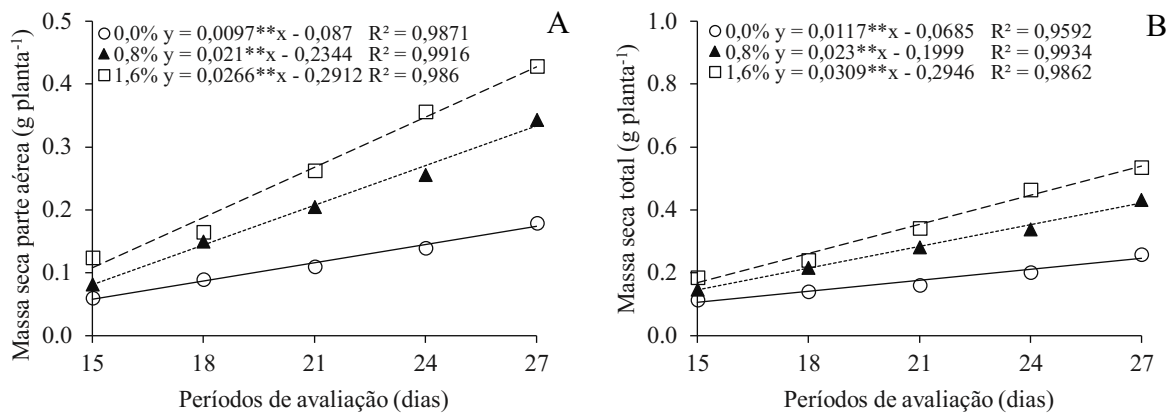 A
0,0% y = 0,0097**x - 0,087 R² = 0,9871
0,8% y = 0,021**x - 0,2344 R² = 0,9916
1,6% y = 0,0266**x - 0,2912 R² = 0,986
Massa seca parte aérea (g planta⁻¹)
0.5
0.4
0.3
0.2
0.1
0.0
15 18 21 24 27
Períodos de avaliação (dias)
B
0,0% y = 0,0117**x - 0,0685 R² = 0,9592
0,8% y = 0,023**x - 0,1999 R² = 0,9934
1,6% y = 0,0309**x - 0,2946 R² = 0,9862
Massa seca total (g planta⁻¹)
1.0
0.8
0.6
0.4
0.2
0.0
15 18 21 24 27
Períodos de avaliação (dias)